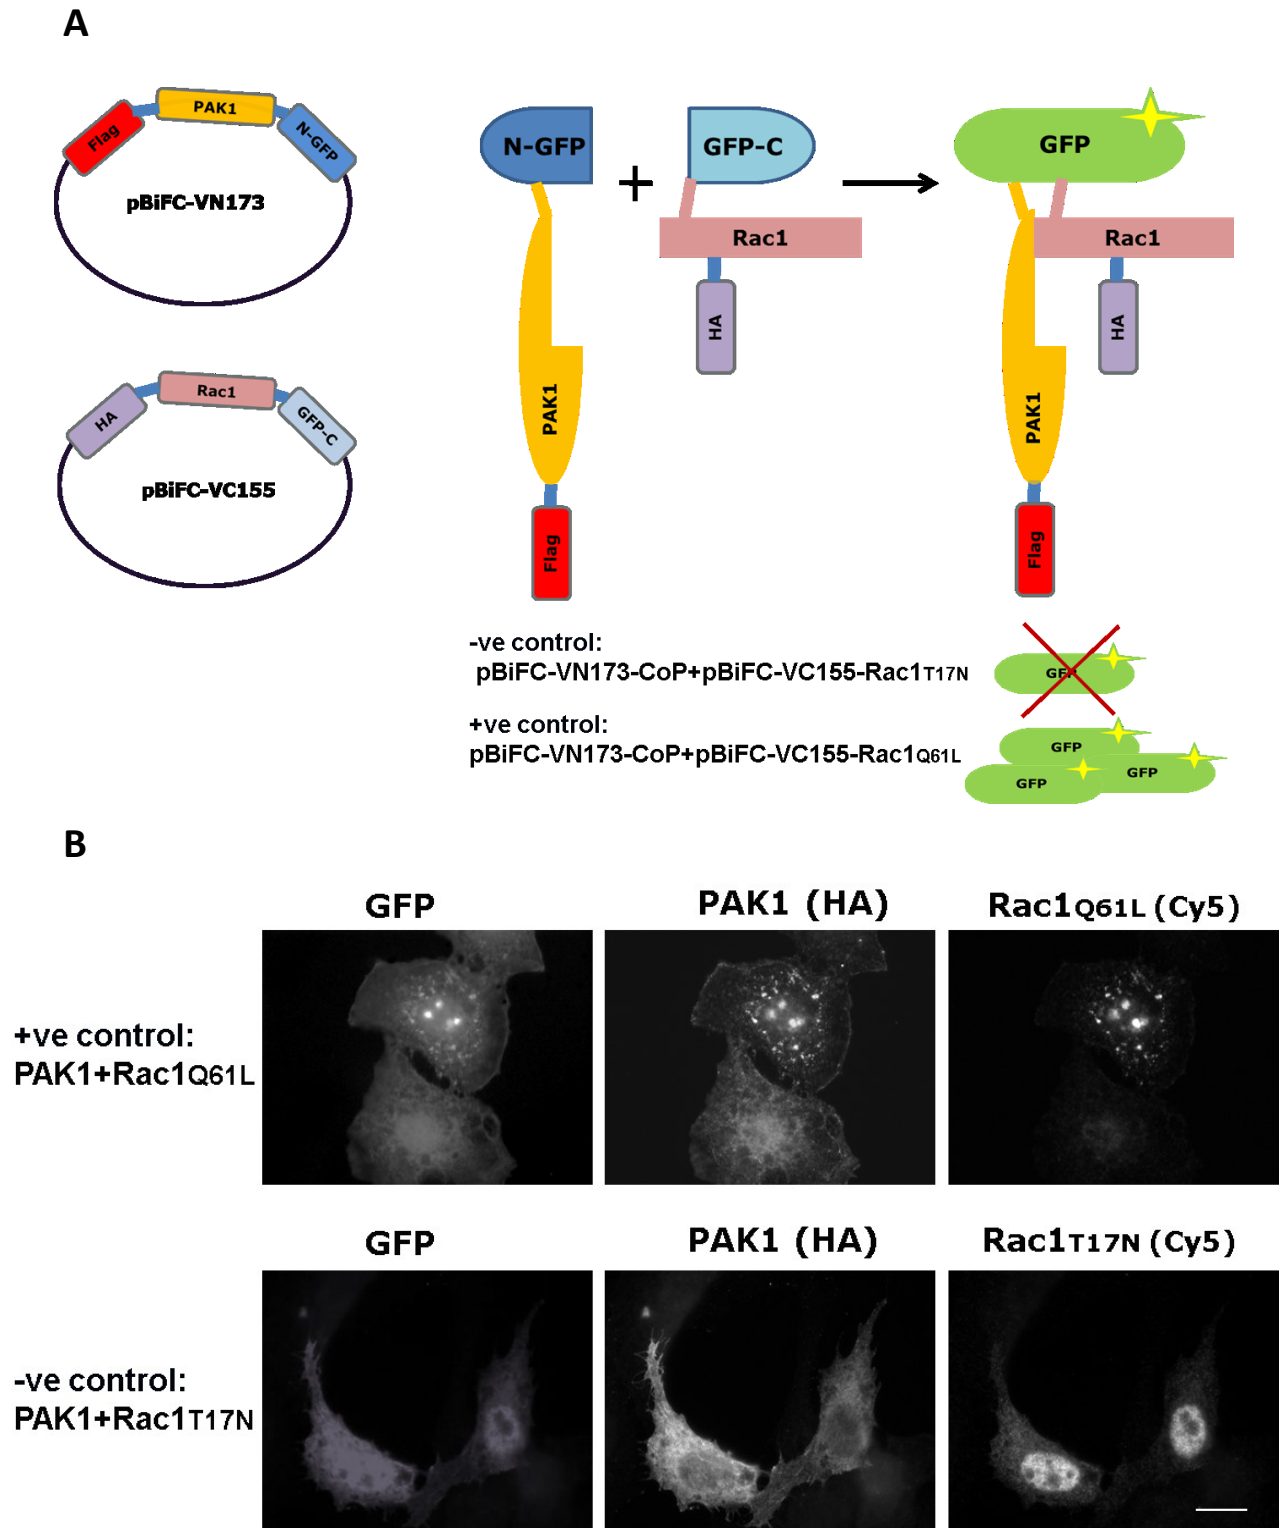 A
Flag
PAK1
N-GFP
pBiFC-VN173
HA
Rac1
GFP-C
pBiFC-VC155
N-GFP
+
GFP-C
GFP
Rac1
Rac1
HA
HA
PAK1
PAK1
Flag
Flag
-ve control:
pBiFC-VN173-CoP+pBiFC-VC155-Rac1T17N
GFP
+ve control:
pBiFC-VN173-CoP+pBiFC-VC155-Rac1Q61L
GFP
GFP
GFP
B
GFP
PAK1 (HA)
Rac1Q61L (Cy5)
+ve control:
PAK1+Rac1Q61L
GFP
PAK1 (HA)
Rac1T17N (Cy5)
-ve control:
PAK1+Rac1T17N